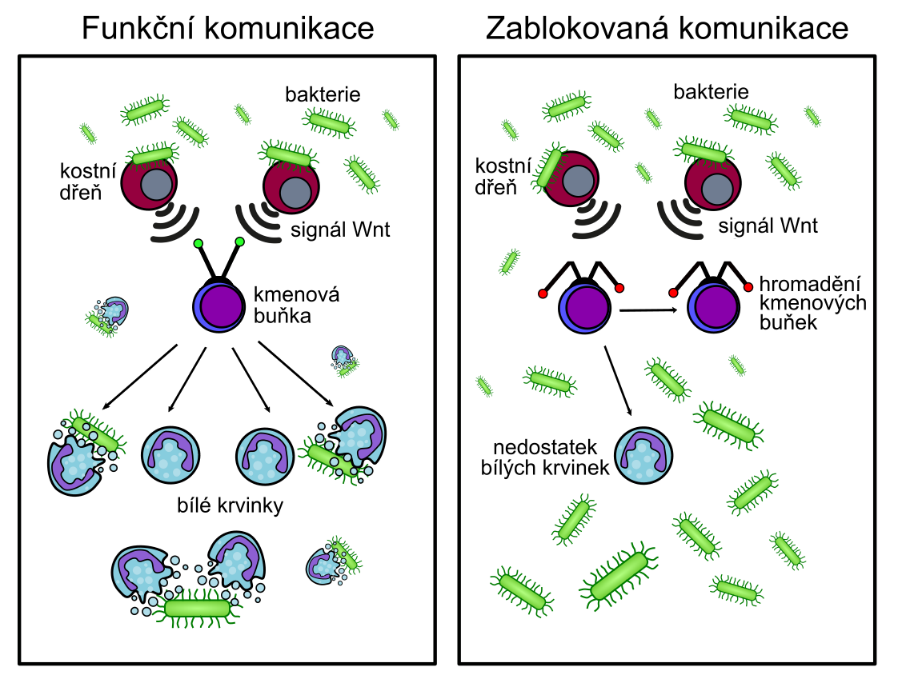 Funkční komunikace
bakterie
kostní
dřeň
signál Wnt
kmenová
buňka
bílé krvinky
Zablokovaná komunikace
bakterie
kostní
dřeň
signál Wnt
hromadění
kmenových
buněk
nedostatek
bílých krvinek